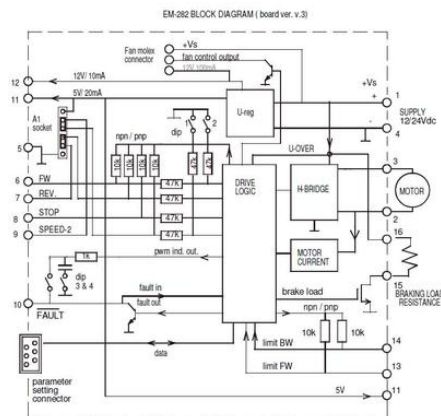 EM-282 BLOCK DIAGRAM ( board ver. v.3)
Fan molex connector
+Vs
fan control output
12V 100mA
12
12V/ 10mA
11
5V/ 20mA
A1 socket
5
dip
1
2
U-reg
+Vs
+
1
SUPPLY 12/24Vdc
4
-
U-OVER
npn / pnp
10k
10k
10k
10k
47k
47k
6
FW
47K
7
REV.
47K
8
STOP
47K
9
SPEED-2
47K
DRIVE LOGIC
H-BRIDGE
3
MOTOR
2
16
MOTOR CURRENT
pwm ind. out.
1k
dip 3 & 4
fault in
fault out
10
FAULT
brake load
15
BRAKING LOAD RESISTANCE
npn / pnp
10k
10k
data
limit BW
14
limit FW
13
parameter setting connector
5V
11